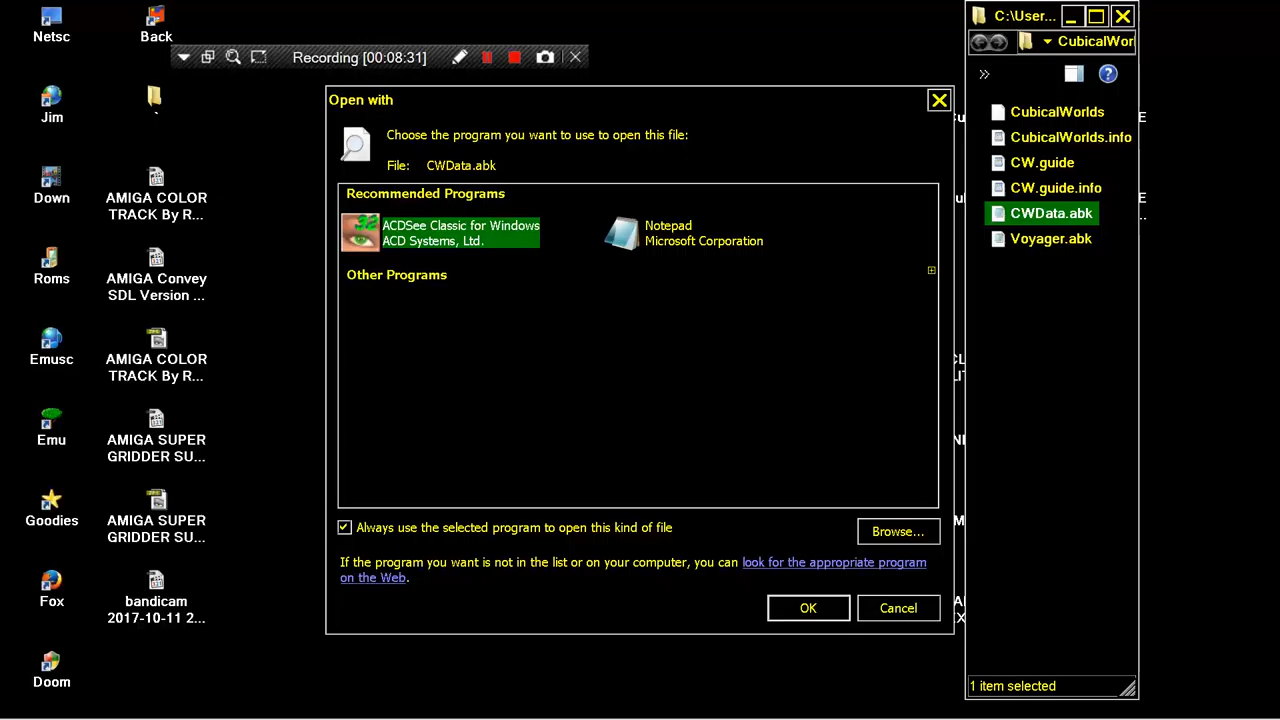 Netsc
Back
Recording [00:08:31]
Jim
`
Down
AMIGA COLOR
TRACK By R...
Roms
AMIGA Convey
SDL Version ...
Emusc
AMIGA COLOR
TRACK By R...
Emu
AMIGA SUPER
GRIDDER SU...
Goodies
AMIGA SUPER
GRIDDER SU...
Fox
bandicam
2017-10-11 2...
Doom
Open with
Choose the program you want to use to open this file:
File: CWData.abk
Recommended Programs
ACDSee Classic for Windows
ACD Systems, Ltd.
Notepad
Microsoft Corporation
Other Programs
Always use the selected program to open this kind of file
Browse...
If the program you want is not in the list or on your computer, you can look for the appropriate program
on the Web.
OK
Cancel
C:\User...
CubicalWor
CubicalWorlds
CubicalWorlds.info
CW.guide
CW.guide.info
CWData.abk
Voyager.abk
1 item selected